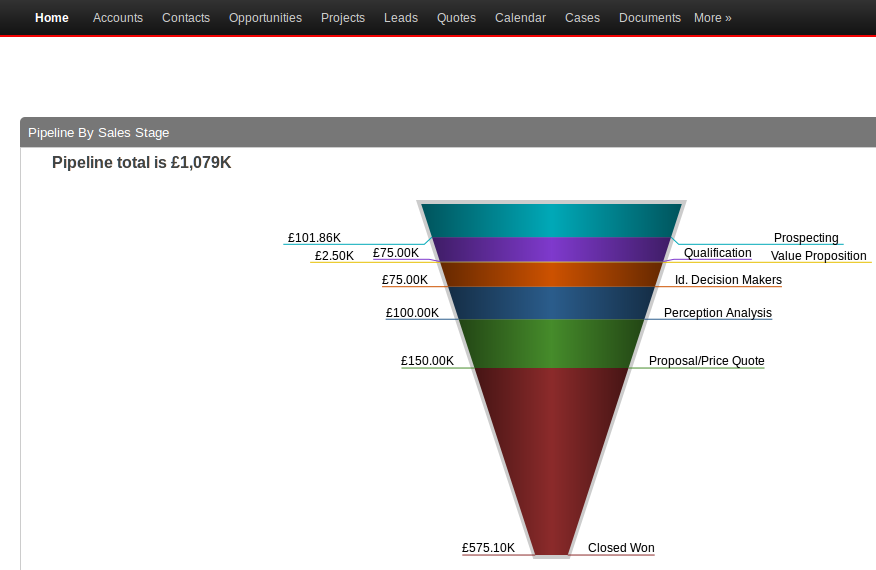 Home Accounts Contacts Opportunities Projects Leads Quotes Calendar Cases Documents More »
Pipeline By Sales Stage
Pipeline total is £1,079K
£101.86K Prospecting
£75.00K Qualification
£2.50K Value Proposition
£75.00K Id. Decision Makers
£100.00K Perception Analysis
£150.00K Proposal/Price Quote
£575.10K Closed Won